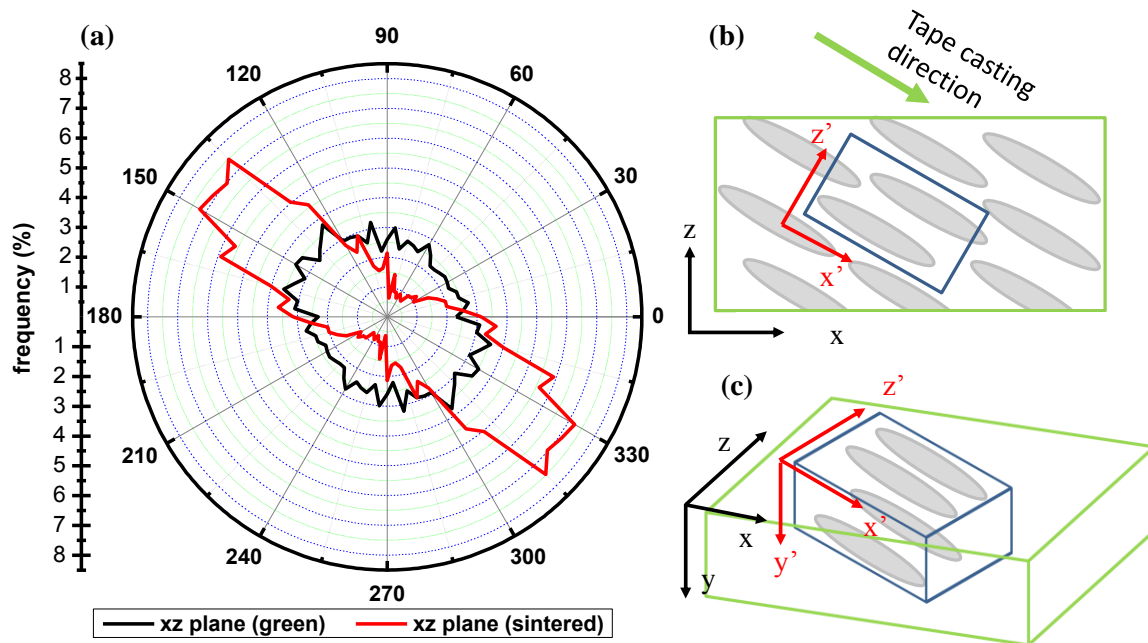 (a)
90
120
60
150
30
180
0
210
330
240
300
270
frequency (%)
8
7
6
5
4
3
2
1
1
2
3
4
5
6
7
8
xz plane (green)
xz plane (sintered)
(b)
Tape casting
direction
z'
x'
z
x
(c)
z'
z
x'
x
y'
y